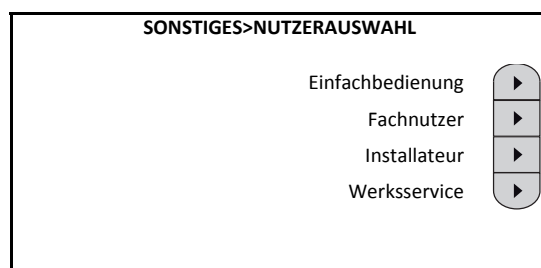 SONSTIGES>NUTZERAUSWAHL
Einfachbedienung
Fachnutzer
Installateur
Werksservice